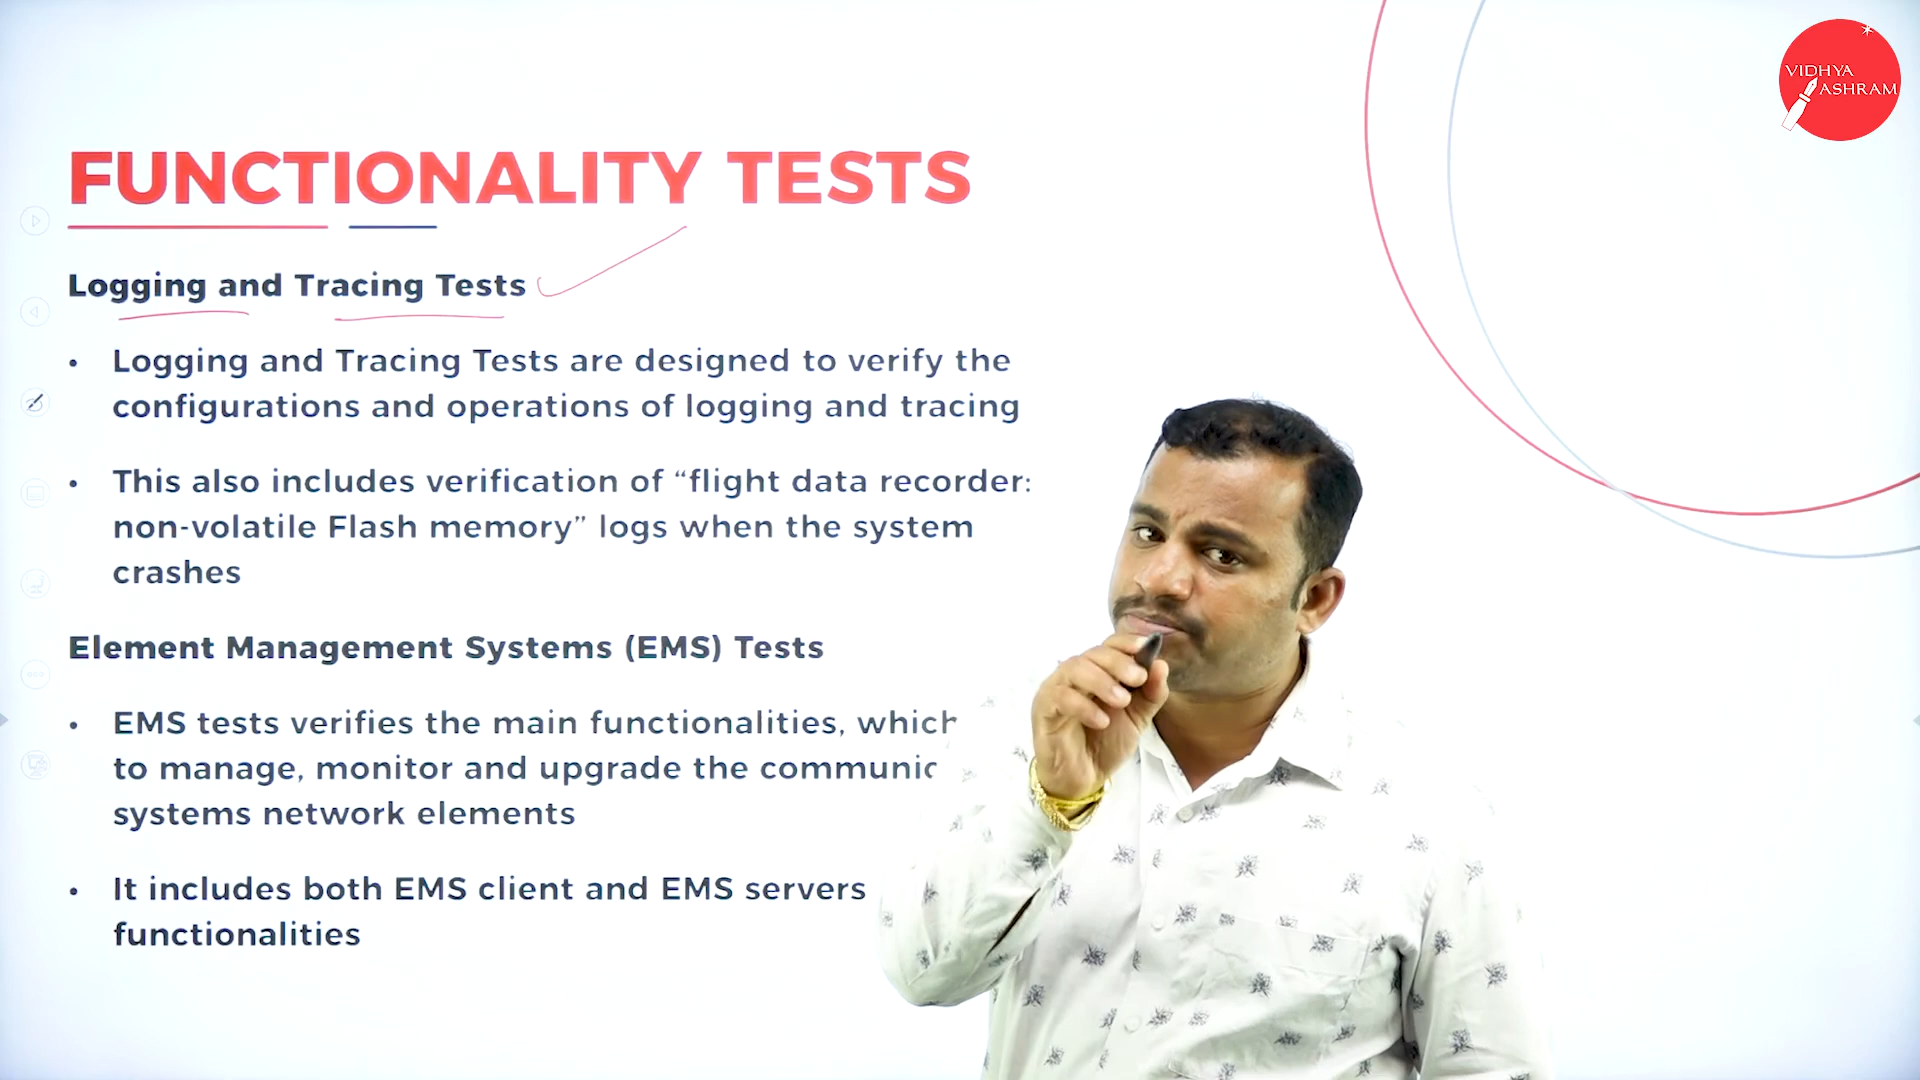 VIDHYA
ASHRAM
FUNCTIONALITY TESTS
Logging and Tracing Tests
• Logging and Tracing Tests are designed to verify the
configurations and operations of logging and tracing
• This also includes verification of “flight data recorder:
non-volatile Flash memory” logs when the system
crashes
Element Management Systems (EMS) Tests
• EMS tests verifies the main functionalities, which
to manage, monitor and upgrade the
systems network elements
• It includes both EMS client and EMS servers
functionalities